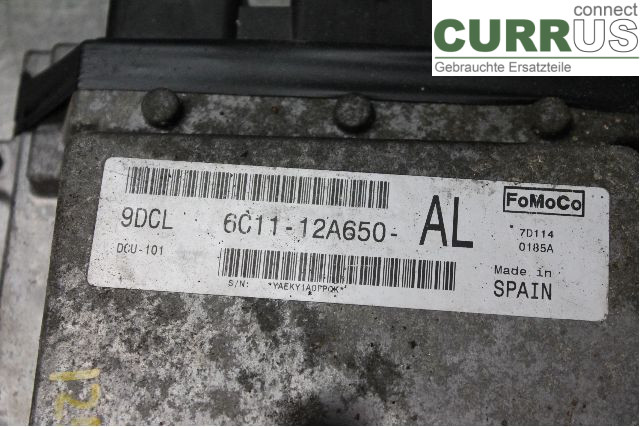 connect
CURRUS
Gebrauchte Ersatzteile
9DCL 6C11-12A650- AL
FoMoCo
7D114
0185A
DCU-101
S/N:
Made in
SPAIN